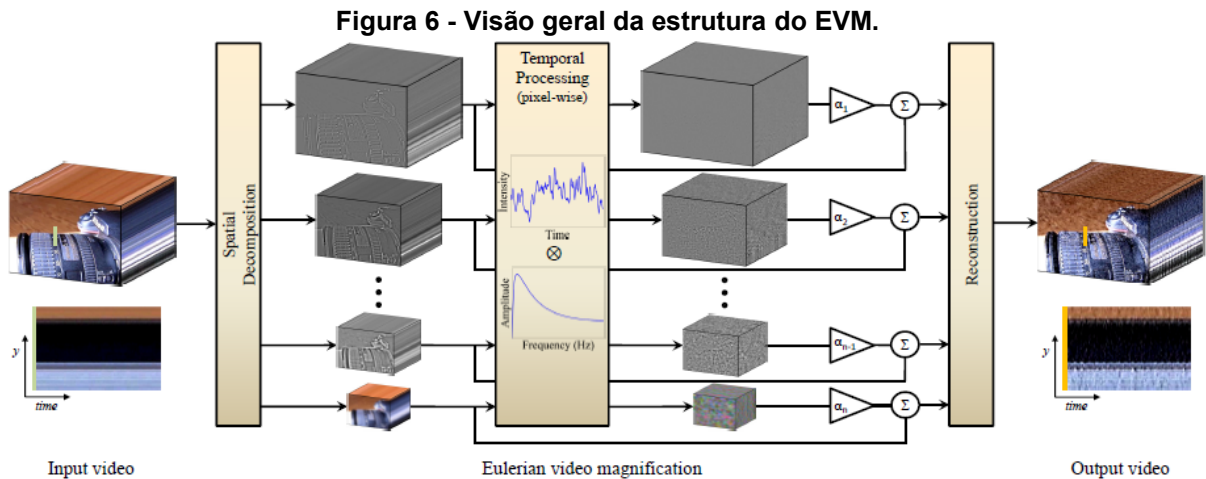 Figura 6 - Visão geral da estrutura do EVM.
Spatial
Decomposition
Temporal
Processing
(pixel-wise)
Intensity
Time
⊗
Amplitude
Frequency (Hz)
α1
Σ
α2
Σ
αn-1
Σ
αn
Σ
Reconstruction
y
time
y
time
Input video
Eulerian video magnification
Output video